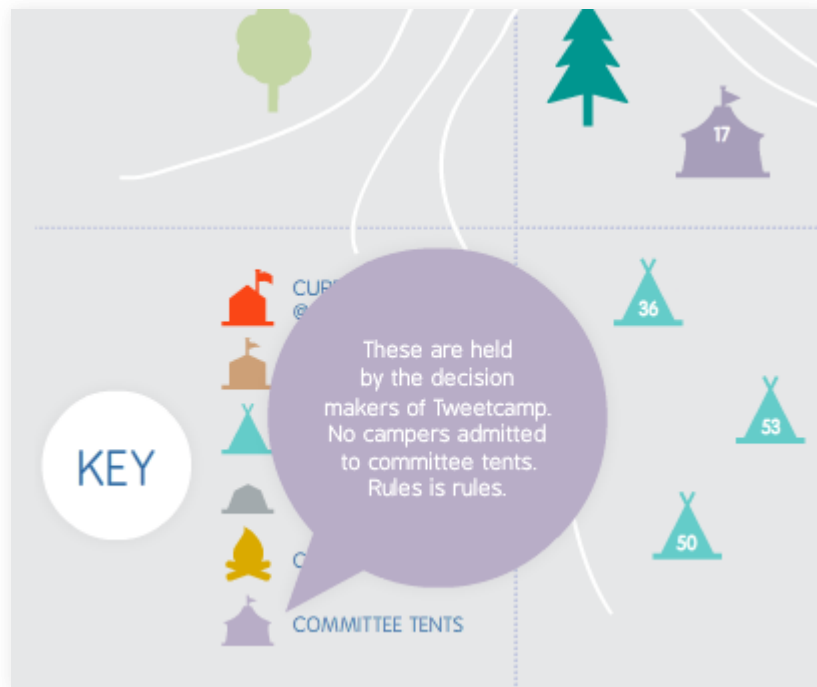 17
36
These are held
by the decision
makers of Tweetcamp.
No campers admitted
to committee tents.
Rules is rules.
53
KEY
50
COMMITTEE TENTS